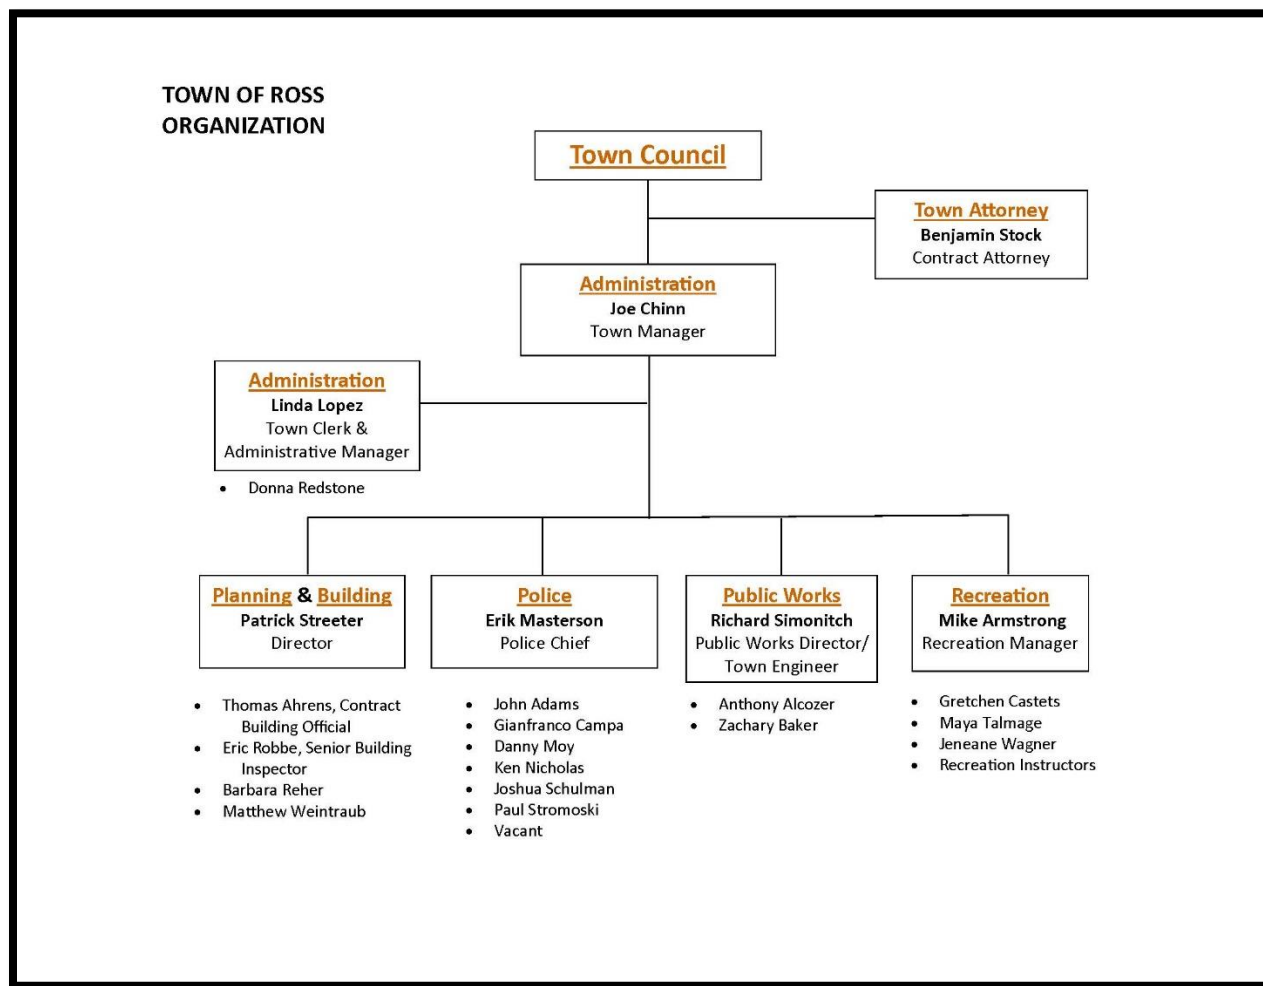 TOWN OF ROSS
ORGANIZATION
Town Council
Town Attorney
Benjamin Stock
Contract Attorney
Administration
Joe Chinn
Town Manager
Administration
Linda Lopez
Town Clerk &
Administrative Manager
• Donna Redstone
Planning & Building
Patrick Streeter
Director
• Thomas Ahrens, Contract
Building Official
• Eric Robbe, Senior Building
Inspector
• Barbara Reher
• Matthew Weintraub
Police
Erik Masterson
Police Chief
• John Adams
• Gianfranco Campa
• Danny Moy
• Ken Nicholas
• Joshua Schulman
• Paul Stromoski
• Vacant
Public Works
Richard Simonitch
Public Works Director/
Town Engineer
• Anthony Alcozer
• Zachary Baker
Recreation
Mike Armstrong
Recreation Manager
• Gretchen Castets
• Maya Talmage
• Jeneane Wagner
• Recreation Instructors